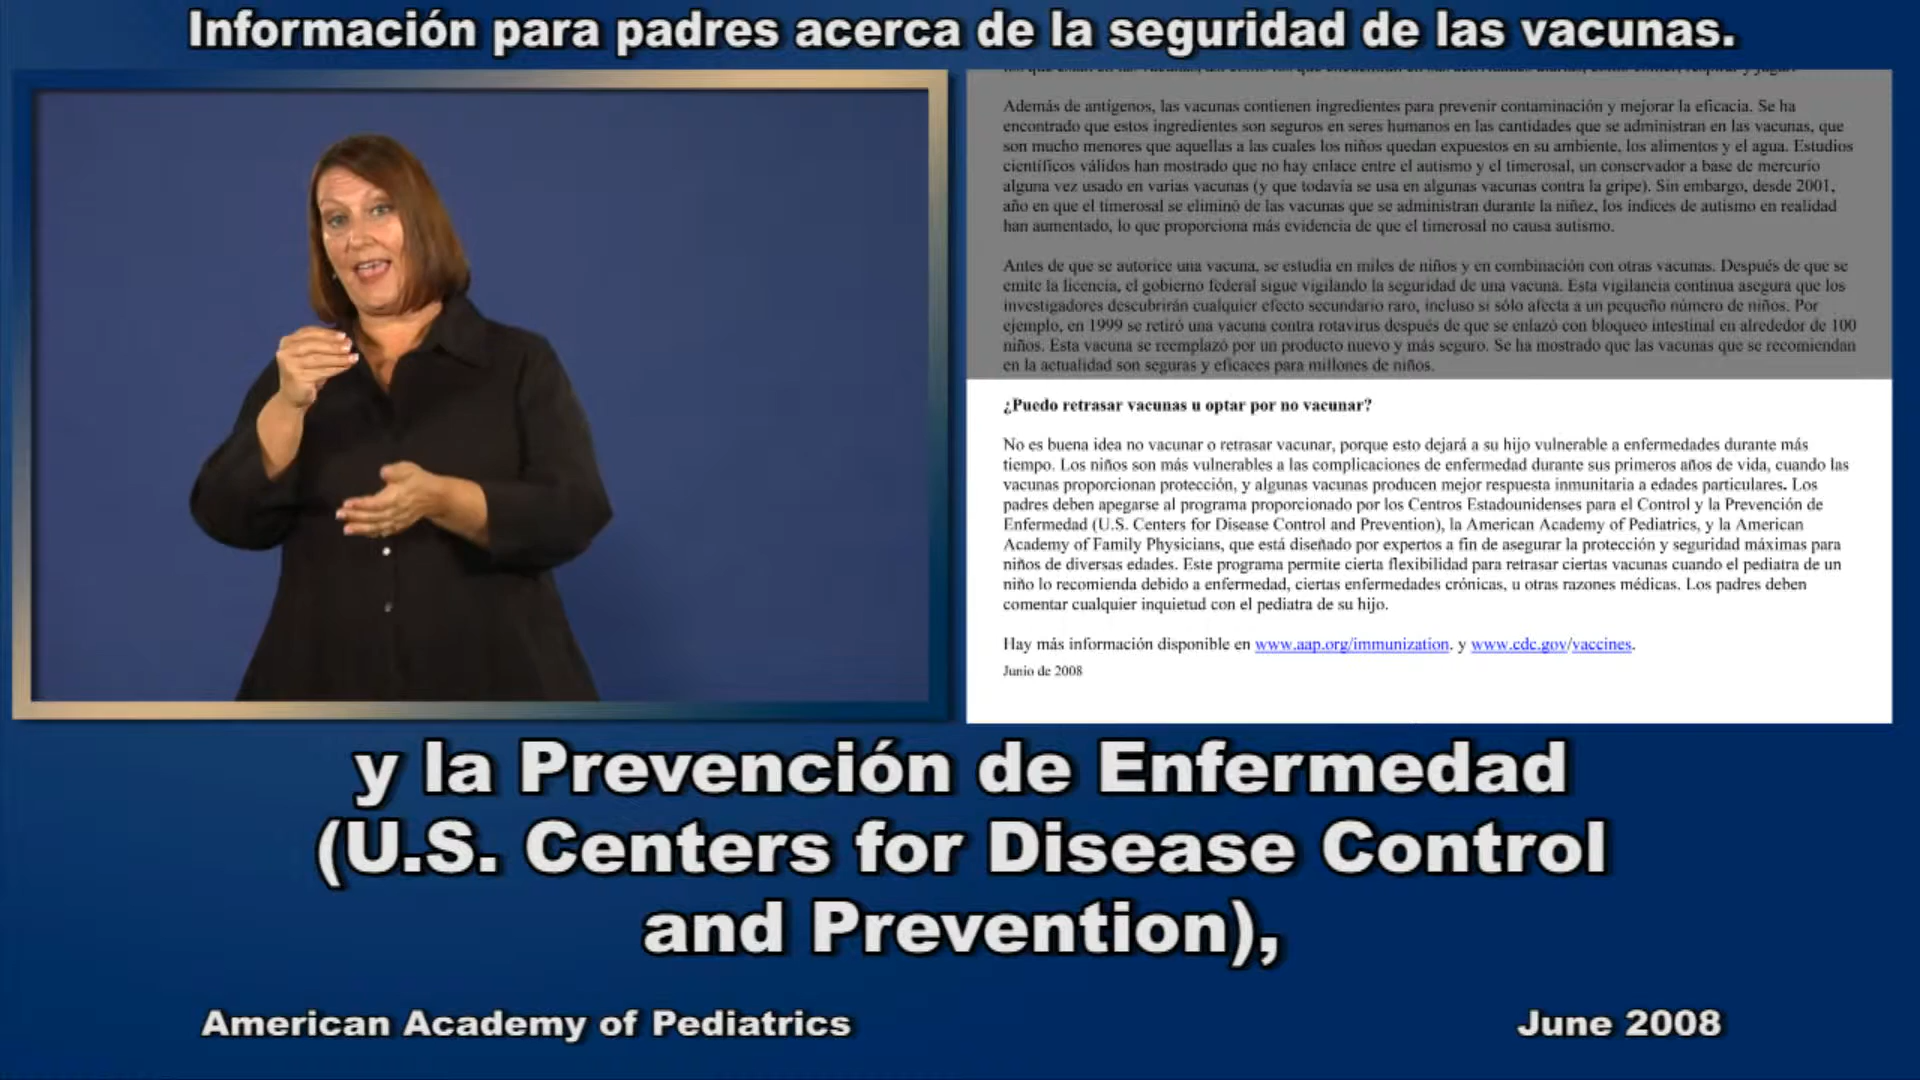 Información para padres acerca de la seguridad de las vacunas.
Además de antígenos, las vacunas contienen ingredientes para prevenir contaminación y mejorar la eficacia. Se ha
encontrado que estos ingredientes son seguros en seres humanos en las cantidades que se administran en las vacunas, que
son mucho menores que aquellas a las cuales los niños quedan expuestos en su ambiente, los alimentos y el agua. Estudios
científicos válidos han mostrado que no hay enlace entre el autismo y el timerosal, un conservador a base de mercurio
alguna vez usado en varias vacunas (y que todavía se usa en algunas vacunas contra la gripe). Sin embargo, desde 2001,
año en que el timerosal se eliminó de las vacunas que se administran durante la niñez, los índices de autismo en realidad
han aumentado, lo que proporciona más evidencia de que el timerosal no causa autismo.
Antes de que se autorice una vacuna, se estudia en miles de niños y en combinación con otras vacunas. Después de que se
emite la licencia, el gobierno federal sigue vigilando la seguridad de una vacuna. Esta vigilancia continua asegura que los
investigadores descubrirán cualquier efecto secundario raro, incluso si sólo afecta a un pequeño número de niños. Por
ejemplo, en 1999 se retiró una vacuna contra rotavirus después de que se enlazó con bloqueo intestinal en alrededor de 100
niños. Esta vacuna se reemplazó por un producto nuevo y más seguro. Se ha mostrado que las vacunas que se recomiendan
en la actualidad son seguras y eficaces para millones de niños.
¿Puedo retrasar vacunas u optar por no vacunar?
No es buena idea no vacunar o retrasar vacunar, porque esto dejará a su hijo vulnerable a enfermedades durante más
tiempo. Los niños son más vulnerables a las complicaciones de enfermedad durante sus primeros años de vida, cuando las
vacunas proporcionan protección, y algunas vacunas producen mejor respuesta inmunitaria a edades particulares. Los
padres deben apegarse al programa proporcionado por los Centros Estadounidenses para el Control y la Prevención de
Enfermedad (U.S. Centers for Disease Control and Prevention), la American Academy of Pediatrics, y la American
Academy of Family Physicians, que está diseñado por expertos a fin de asegurar la protección y seguridad máximas para
niños de diversas edades. Este programa permite cierta flexibilidad para retrasar ciertas vacunas cuando el pediatra de un
niño lo recomienda debido a enfermedad, ciertas enfermedades crónicas, u otras razones médicas. Los padres deben
comentar cualquier inquietud con el pediatra de su hijo.
Hay más información disponible en www.aap.org/immunization. y www.cdc.gov/vaccines.
Junio de 2008
y la Prevención de Enfermedad
(U.S. Centers for Disease Control
and Prevention),
American Academy of Pediatrics
June 2008